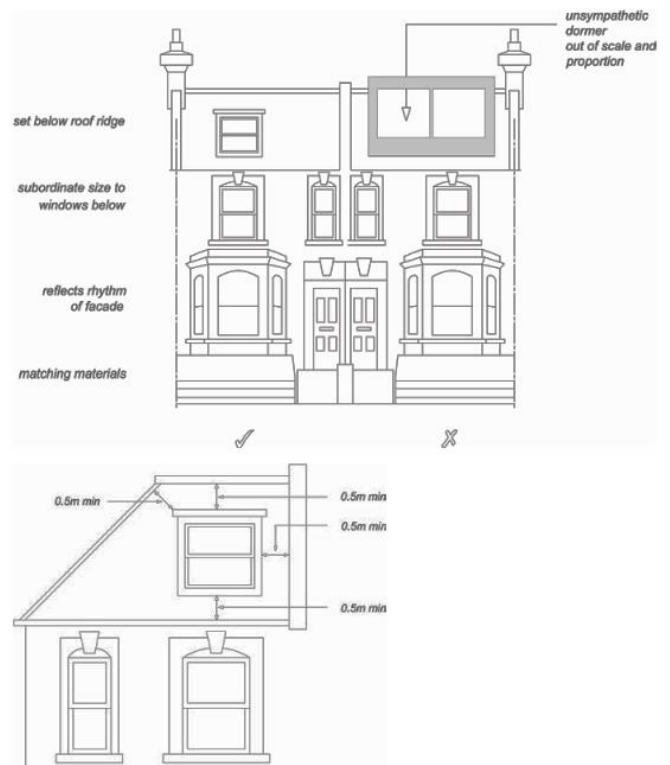 unsympathetic
dormer
out of scale and
proportion
set below roof ridge
subordinate size to
windows below
reflects rhythm
of facade
matching materials
✓ ✗
0.5m min
0.5m min
0.5m min
0.5m min